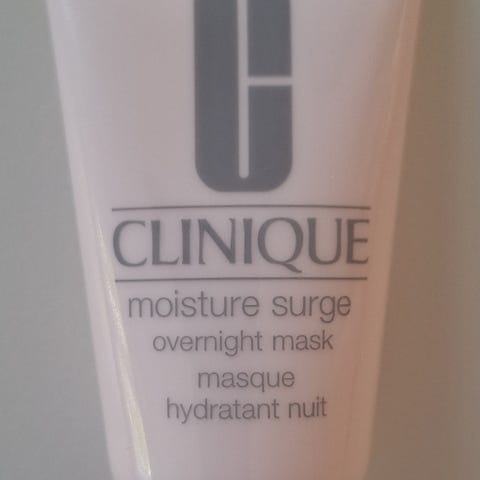 CLINIQUE
moisture surge
overnight mask
masque
hydratant nuit